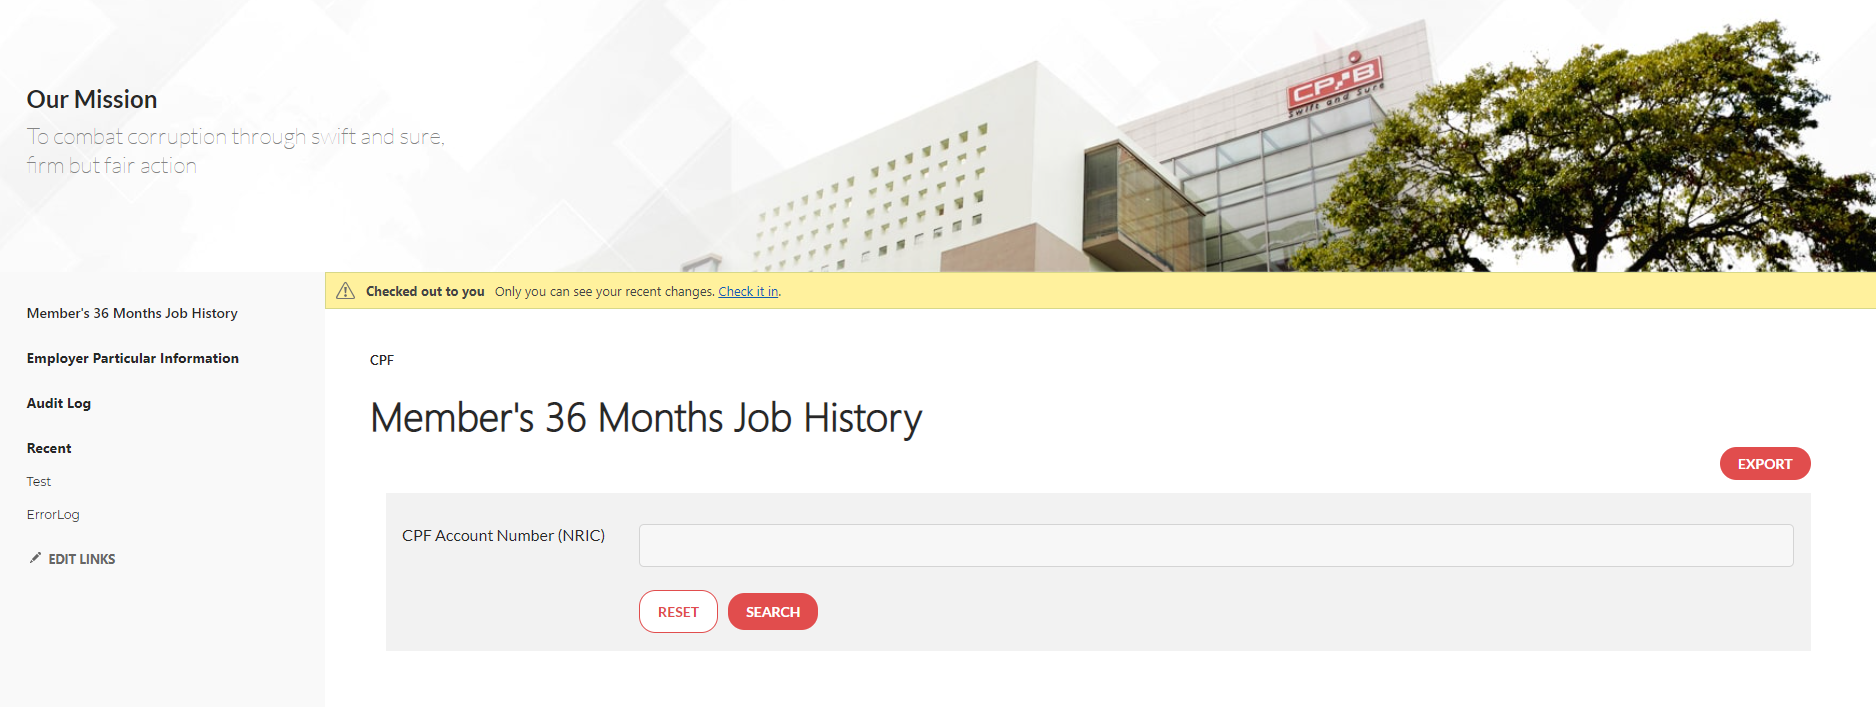 Our Mission
To combat corruption through swift and sure,
firm but fair action
CPIB
Swift and Sure
Member's 36 Months Job History
Employer Particular Information
Audit Log
Recent
Test
ErrorLog
EDIT LINKS
Checked out to you Only you can see your recent changes. Check it in.
CPF
Member's 36 Months Job History
EXPORT
CPF Account Number (NRIC)
RESET SEARCH